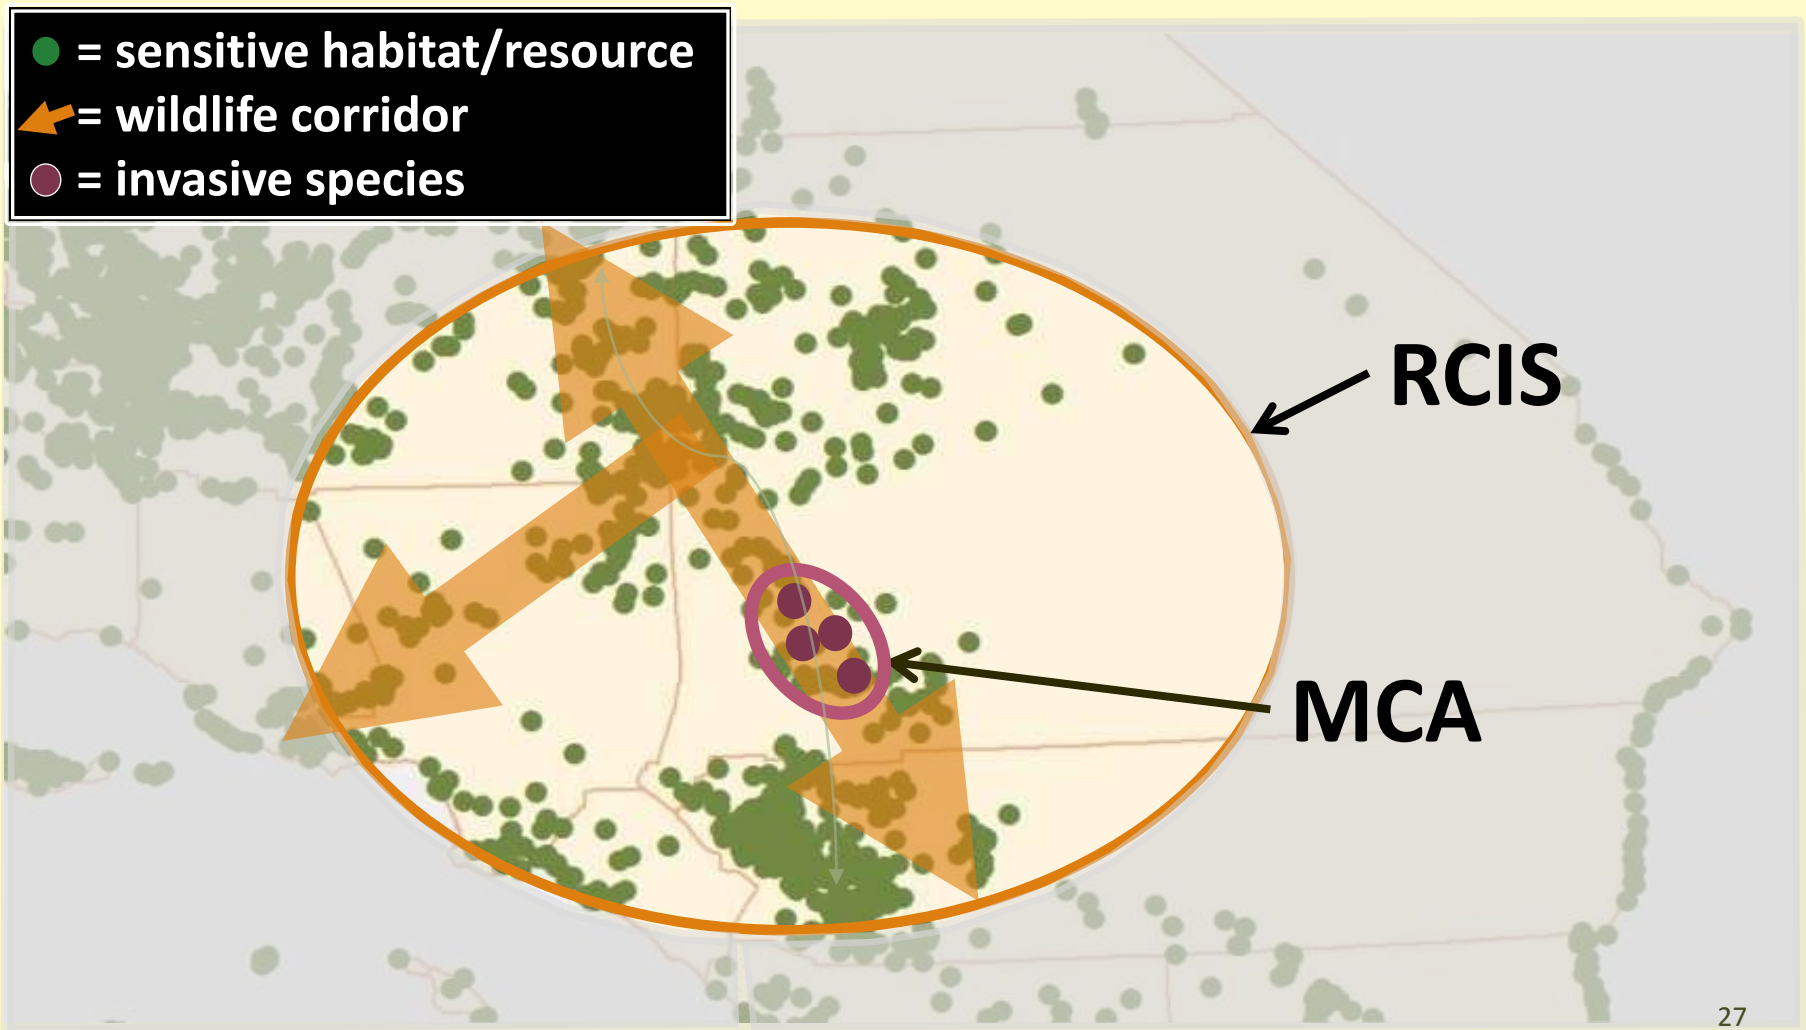 = sensitive habitat/resource
= wildlife corridor
= invasive species
RCIS
MCA
27